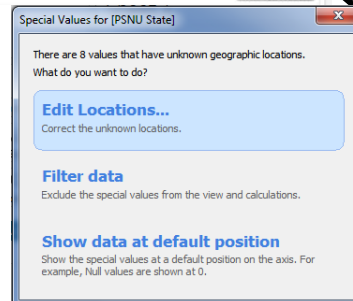 Special Values for [PSNU State]
There are 8 values that have unknown geographic locations.
What do you want to do?
Edit Locations...
Correct the unknown locations.
Filter data
Exclude the special values from the view and calculations.
Show data at default position
Show the special values at a default position on the axis. For
example, Null values are shown at 0.